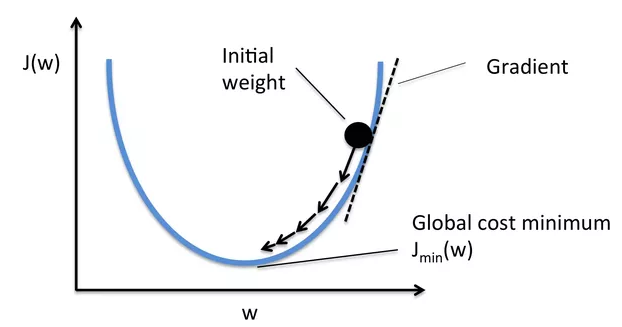 J(w)
Initial
weight
Gradient
Global cost minimum
Jmin(w)
w